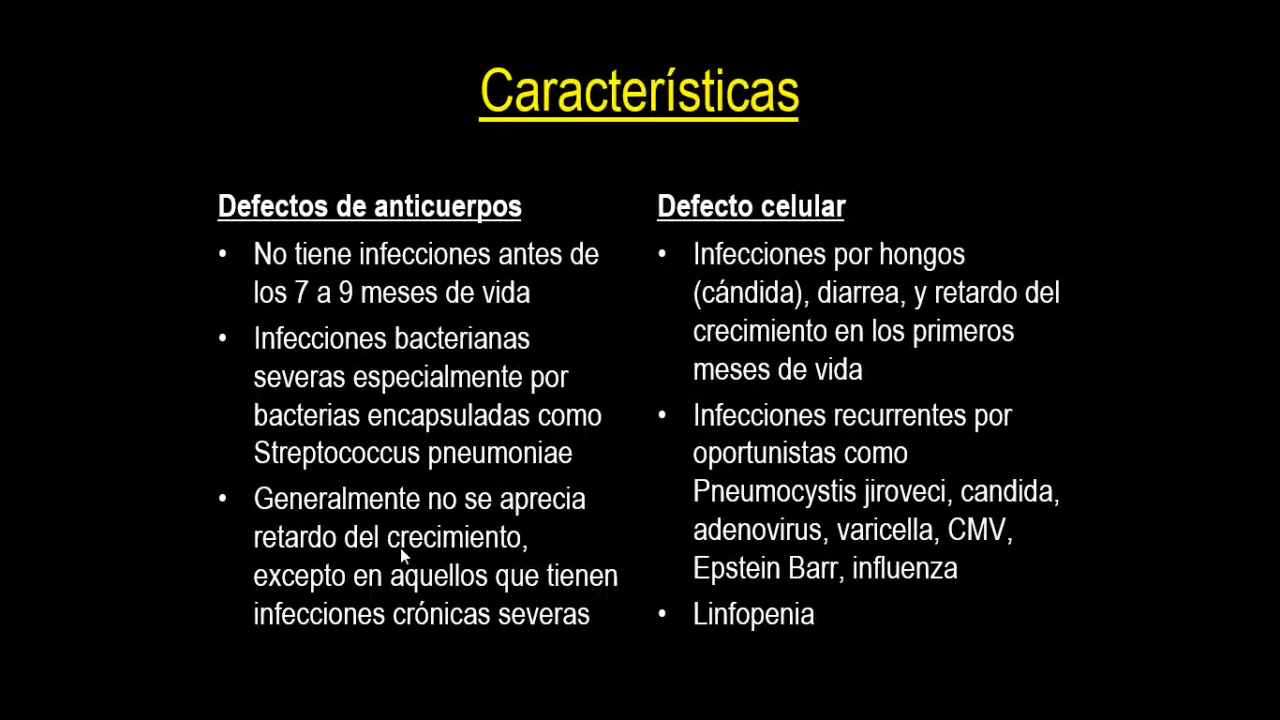 Características
Defectos de anticuerpos
• No tiene infecciones antes de
los 7 a 9 meses de vida
• Infecciones bacterianas
severas especialmente por
bacterias encapsuladas como
Streptococcus pneumoniae
• Generalmente no se aprecia
retardo del crecimiento,
excepto en aquellos que tienen
infecciones crónicas severas
Defecto celular
• Infecciones por hongos
(cándida), diarrea, y retardo del
crecimiento en los primeros
meses de vida
• Infecciones recurrentes por
oportunistas como
Pneumocystis jiroveci, candida,
adenovirus, varicella, CMV,
Epstein Barr, influenza
• Linfopenia